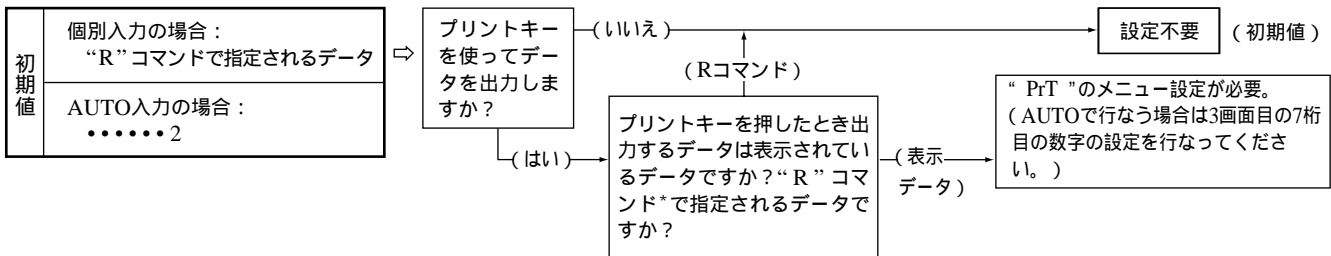 初期値
個別入力の場合：
“R”コマンドで指定されるデータ
AUTO入力の場合：
••••••2
⇨
プリントキー
を使ってデー
タを出力しま
すか？
（いいえ）
設定不要
（初期値）
（Rコマンド）
（はい）
プリントキーを押したとき出
力するデータは表示されてい
るデータですか？“R”コマ
ンド*で指定されるデータで
すか？
（表示
データ）
“ PrT ”のメニュー設定が必要。
（AUTOで行なう場合は3画面目の7桁
目の数字の設定を行なってくださ
い。）